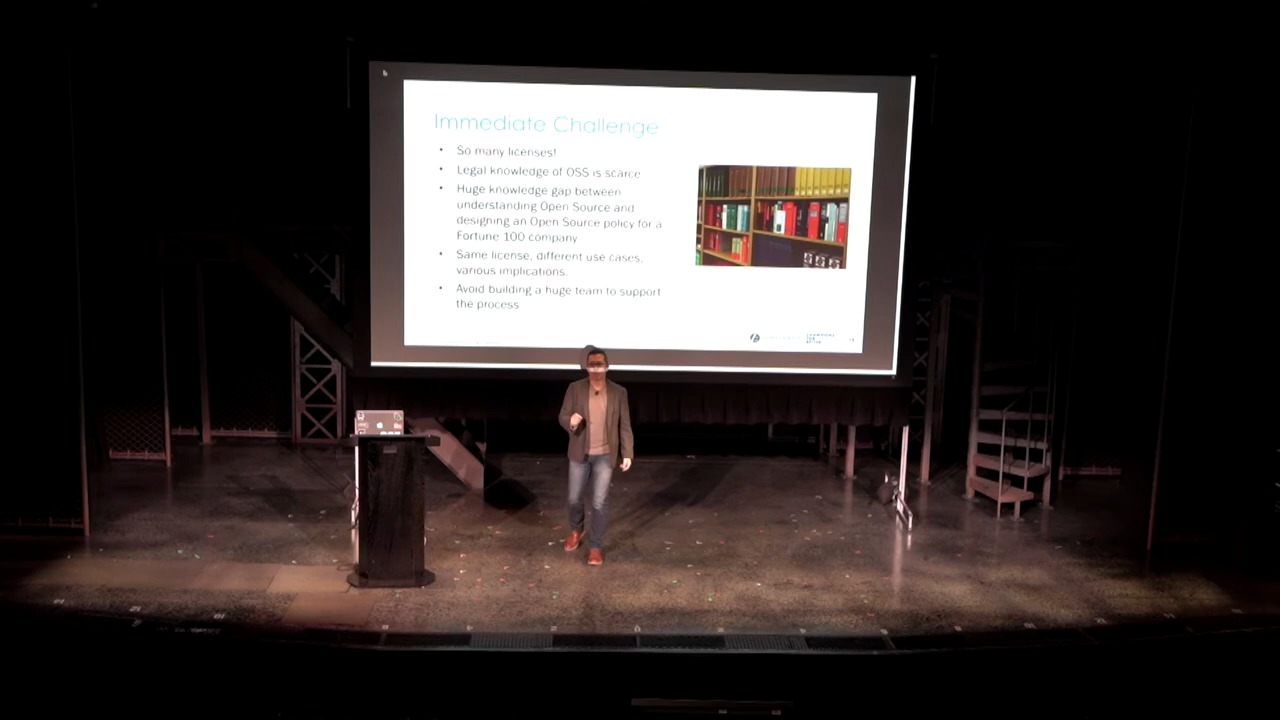 Immediate Challenge
• So many licenses!
• Legal knowledge of OSS is scarce
• Huge knowledge gap between
understanding Open Source and
designing an Open Source policy for a
Fortune 100 company
• Same license, different use cases,
various implications.
• Avoid building a huge team to support
the process